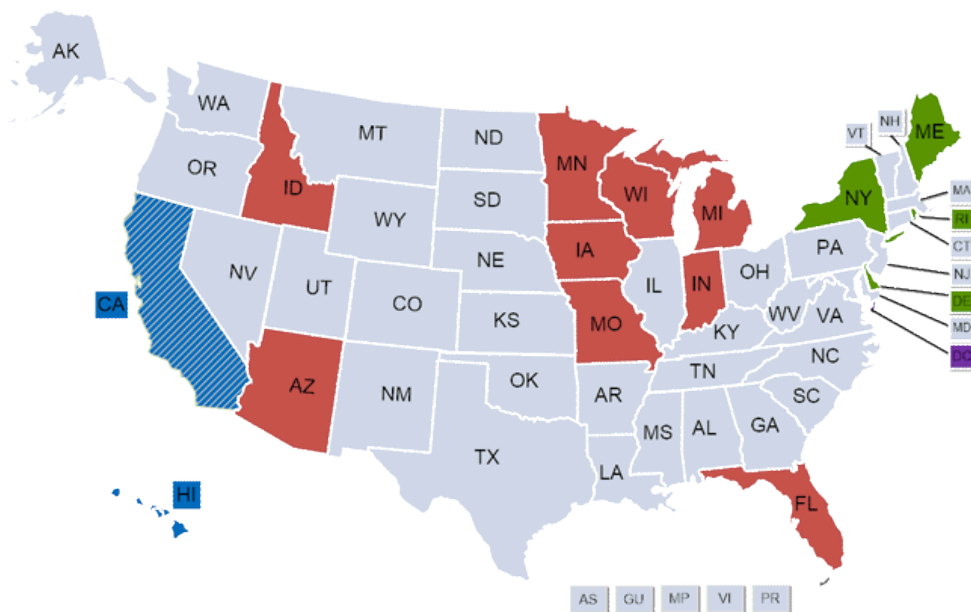 AK
WA
MT
ND
MN
VT
NH
ME
OR
ID
SD
WI
MI
NY
MA
WY
RI
IA
PA
CT
NV
NE
IL
IN
OH
NJ
UT
CO
WV
VA
DE
CA
KS
MO
KY
MD
NC
DC
AZ
NM
OK
AR
TN
SC
MS
AL
GA
TX
LA
HI
FL
AS GU MP VI PR